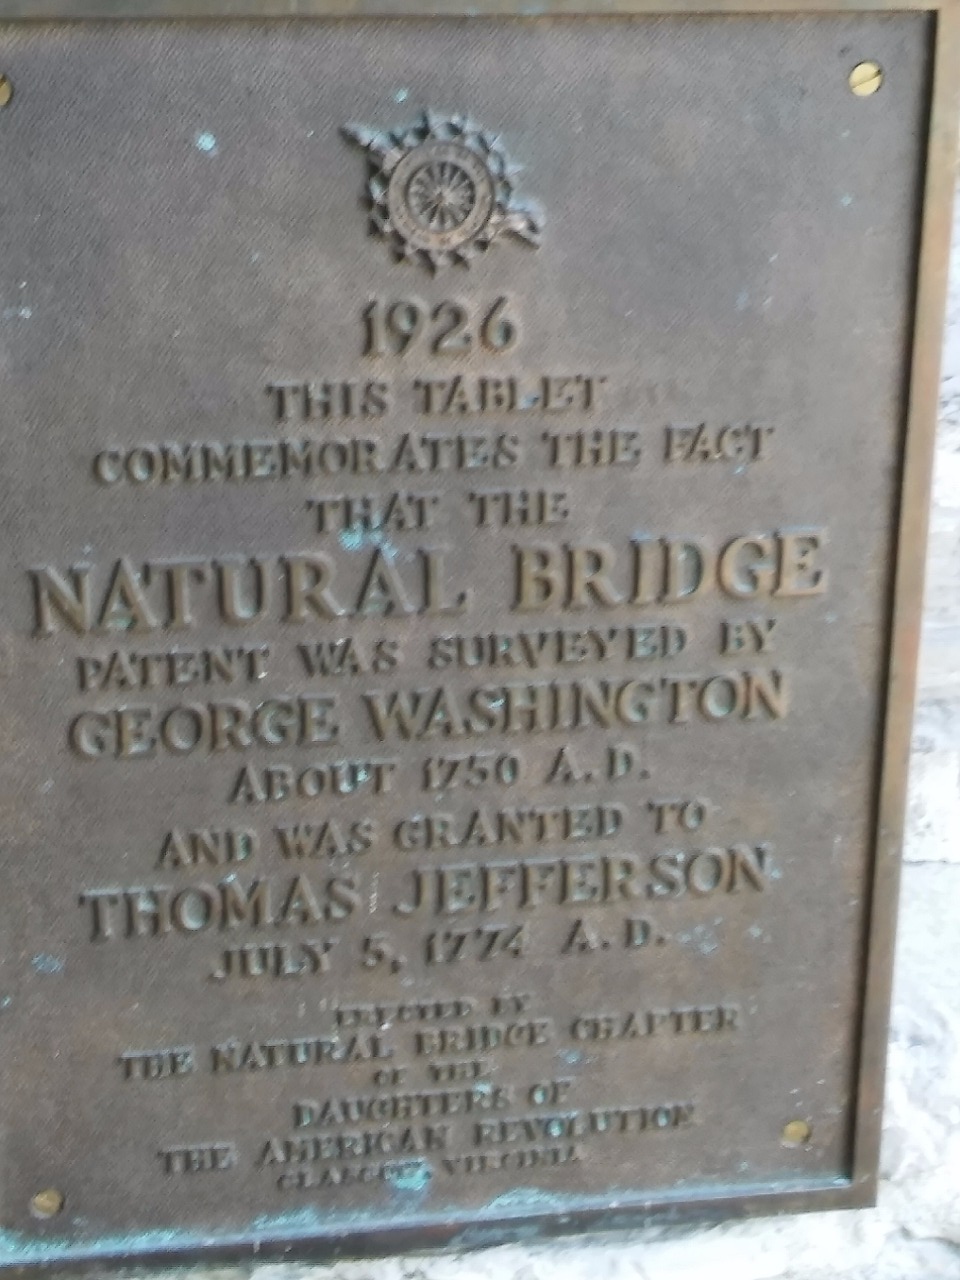 1926
THIS TABLET
COMMEMORATES THE FACT
THAT THE
NATURAL BRIDGE
PATENT WAS SURVEYED BY
GEORGE WASHINGTON
ABOUT 1750 A.D.
AND WAS GRANTED TO
THOMAS JEFFERSON
JULY 5, 1774 A.D.
ERECTED BY
THE NATURAL BRIDGE CHAPTER
OF THE
DAUGHTERS OF
THE AMERICAN REVOLUTION
GLASGOW, VIRGINIA